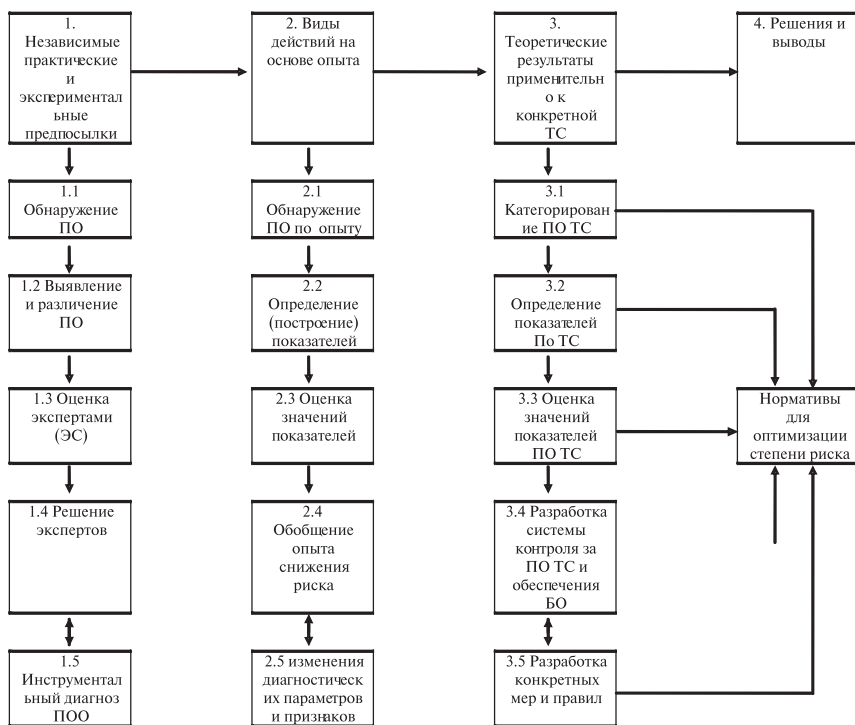 1.
Независимые
практические
и
эксперименталь
ьные
предпосылки
2. Виды
действий на
основе опыта
3.
Теоретические
результаты
применительн
о к
конкретной
ТС
4. Решения и
выводы
1.1
Обнаружение
ПО
2.1
Обнаружение
ПО по опыту
3.1
Категорирован
ие ПО ТС
1.2 Выявление
и различение
ПО
2.2
Определение
(построение)
показателей
3.2
Определение
показателей
По ТС
1.3 Оценка
экспертами
(ЭС)
2.3 Оценка
значений
показателей
3.3 Оценка
значений
показателей
ПО ТС
Нормативы
для
оптимизации
степени риска
1.4 Решение
экспертов
2.4
Обобщение
опыта
снижения
риска
3.4 Разработка
системы
контроля за
ПО ТС и
обеспечения
БО
1.5
Инструментал
ьный диагноз
ПОО
2.5 изменения
диагностическ
их параметров
и признаков
3.5 Разработка
конкретных
мер и правил